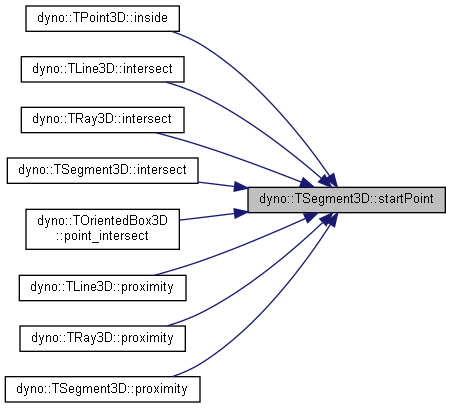 dyno::TPoint3D::inside
dyno::TLine3D::intersect
dyno::TRay3D::intersect
dyno::TSegment3D::intersect
dyno::TSegment3D::startPoint
dyno::TOrientedBox3D
::point_intersect
dyno::TLine3D::proximity
dyno::TRay3D::proximity
dyno::TSegment3D::proximity